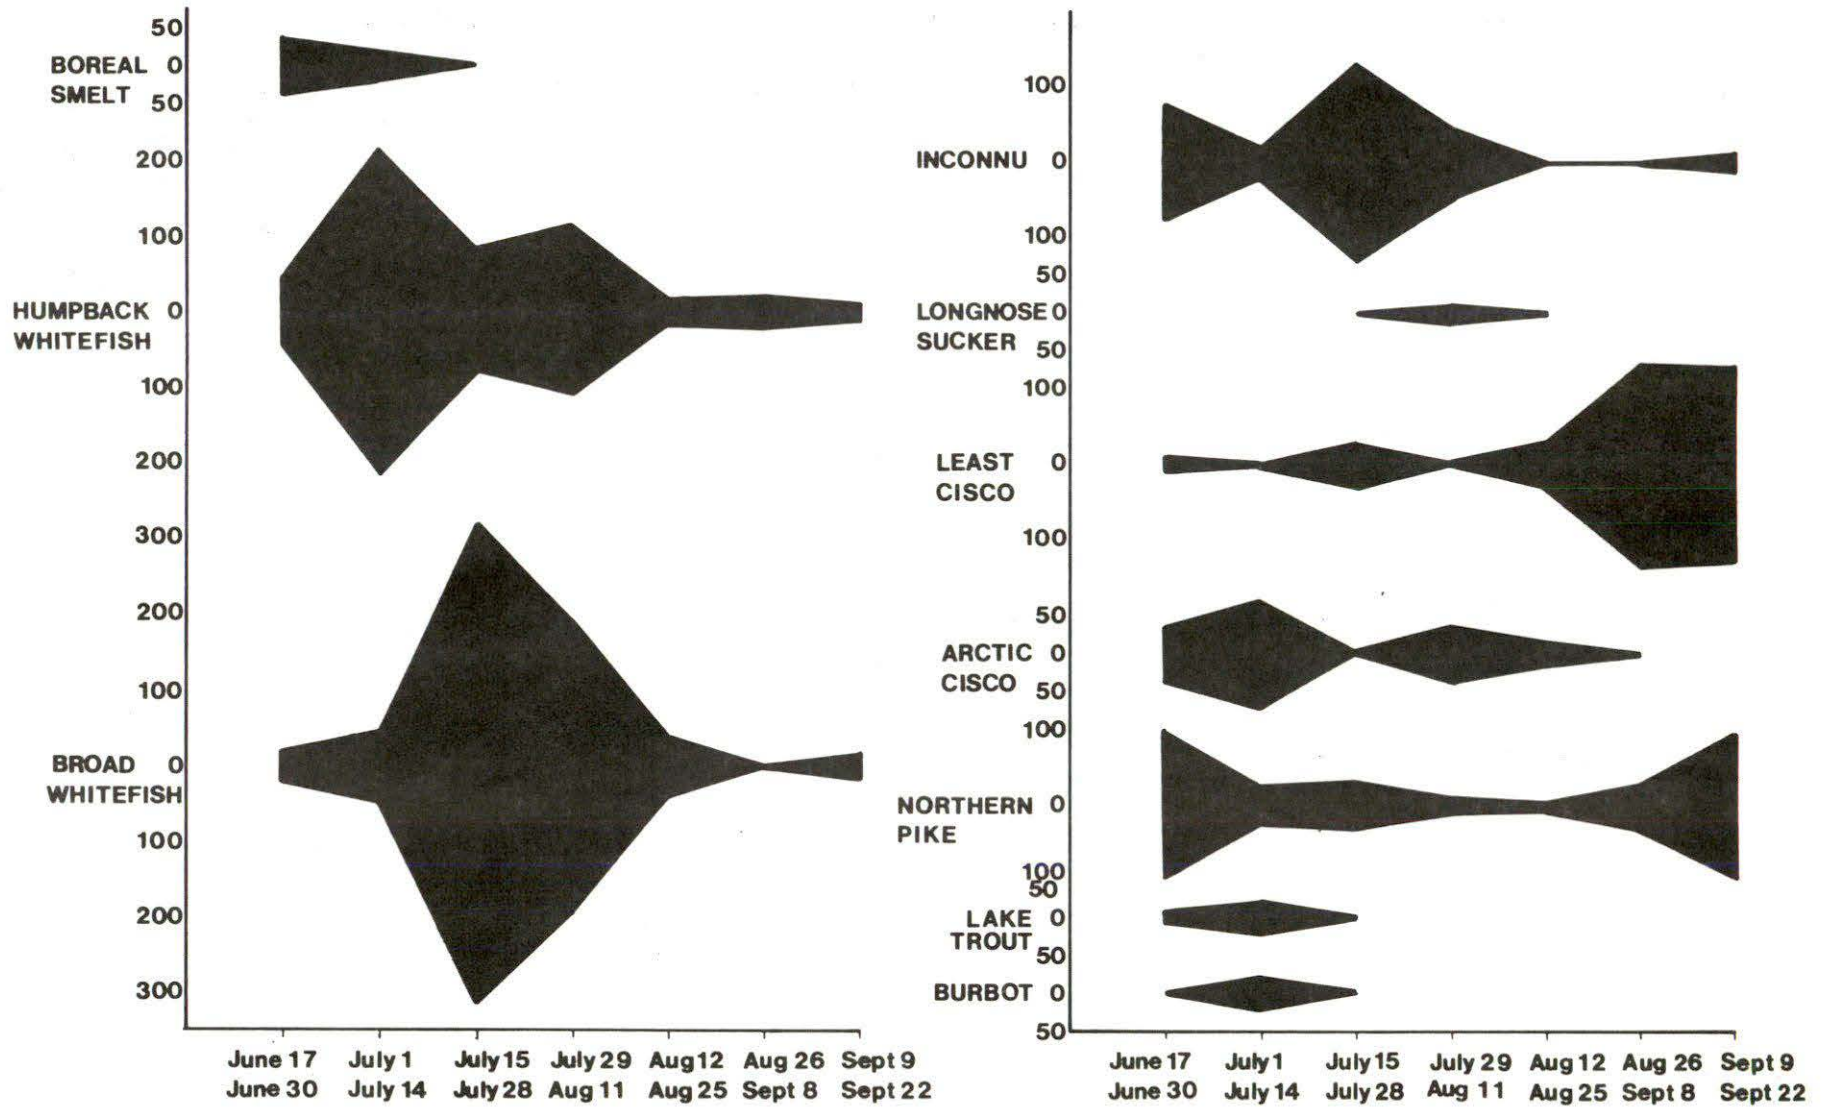 50
BOREAL 0
SMELT 50
200
100
HUMPBACK 0
WHITEFISH
100
200
300
200
100
BROAD 0
WHITEFISH
100
200
300
June 17 July 1 July 15 July 29 Aug 12 Aug 26 Sept 9
June 30 July 14 July 28 Aug 11 Aug 25 Sept 8 Sept 22
100
INCONNU 0
100
50
LONGNOSE 0
SUCKER 50
100
LEAST 0
CISCO
100
50
ARCTIC 0
CISCO 50
100
NORTHERN 0
PIKE
100
50
LAKE 0
TROUT
50
BURBOT 0
50
June 17 July 1 July 15 July 29 Aug 12 Aug 26 Sept 9
June 30 July 14 July 28 Aug 11 Aug 25 Sept 8 Sept 22